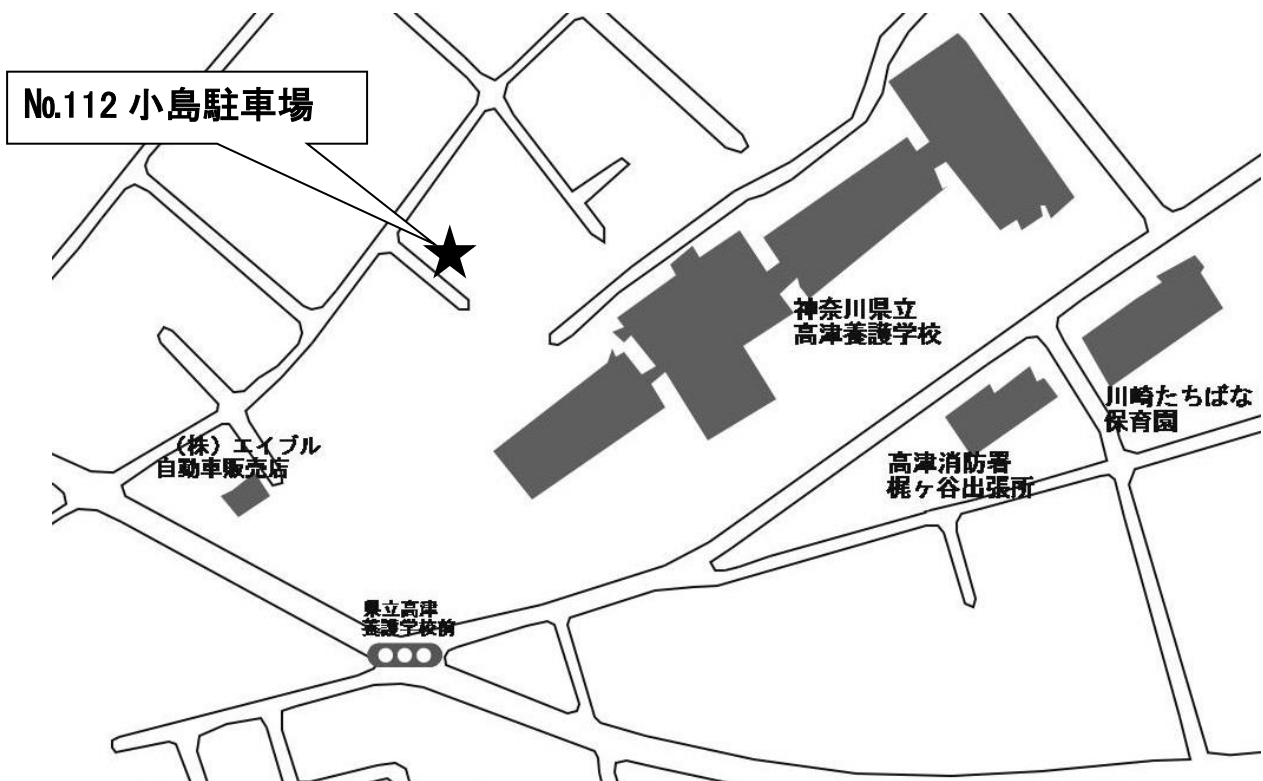 №112 小島駐車場
神奈川県立
高津養護学校
川崎たちばな
保育園
（株）エイブル
自動車販売店
高津消防署
梶ヶ谷出張所
県立高津
養護学校前